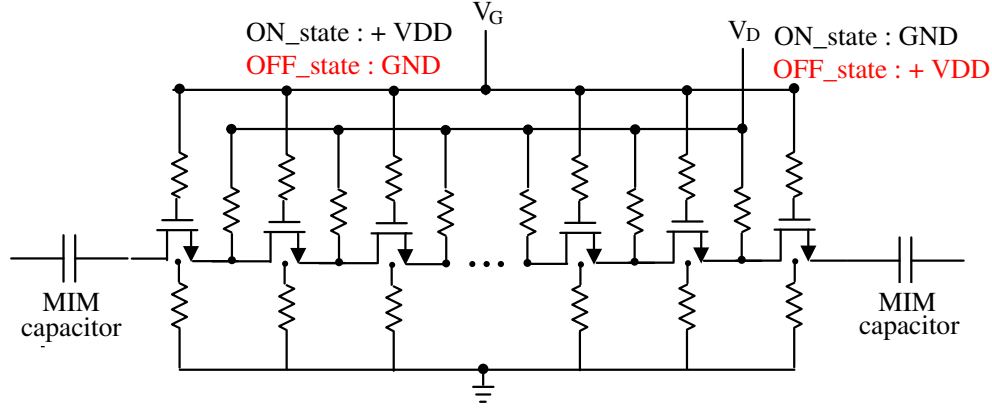 V_G
ON_state : + VDD
OFF_state : GND
V_D
ON_state : GND
OFF_state : + VDD
MIM
capacitor
MIM
capacitor